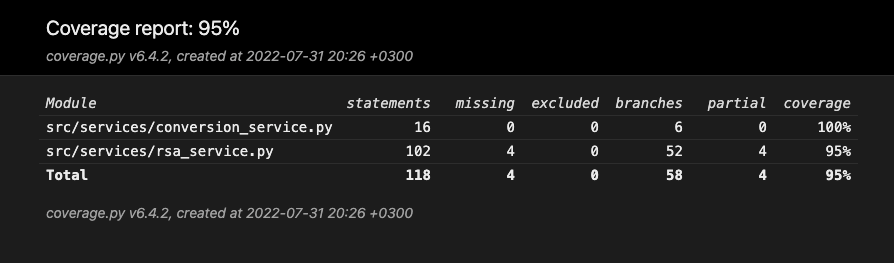 Coverage report: 95%
coverage.py v6.4.2, created at 2022-07-31 20:26 +0300
Module statements missing excluded branches partial coverage
src/services/conversion_service.py 16 0 0 6 0 100%
src/services/rsa_service.py 102 4 0 52 4 95%
Total 118 4 0 58 4 95%
coverage.py v6.4.2, created at 2022-07-31 20:26 +0300